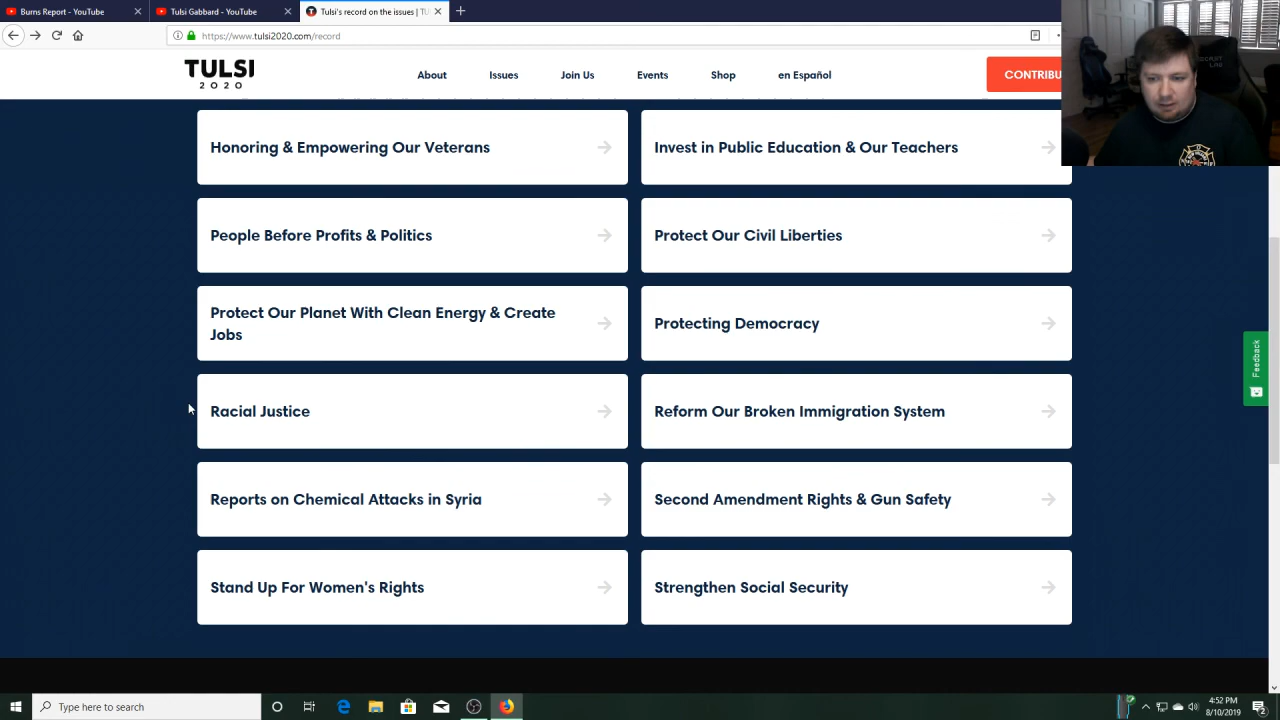 Burns Report - YouTube
Tulsi Gabbard - YouTube
Tulsi's record on the issues | TU
https://www.tulsi2020.com/record
TULSI
2020
About
Issues
Join Us
Events
Shop
en Español
CONTRIBU
Honoring & Empowering Our Veterans
Invest in Public Education & Our Teachers
People Before Profits & Politics
Protect Our Civil Liberties
Protect Our Planet With Clean Energy & Create
Jobs
Protecting Democracy
Racial Justice
Reform Our Broken Immigration System
Reports on Chemical Attacks in Syria
Second Amendment Rights & Gun Safety
Stand Up For Women's Rights
Strengthen Social Security
Feedback
Type here to search
4:52 PM
8/10/2019
2